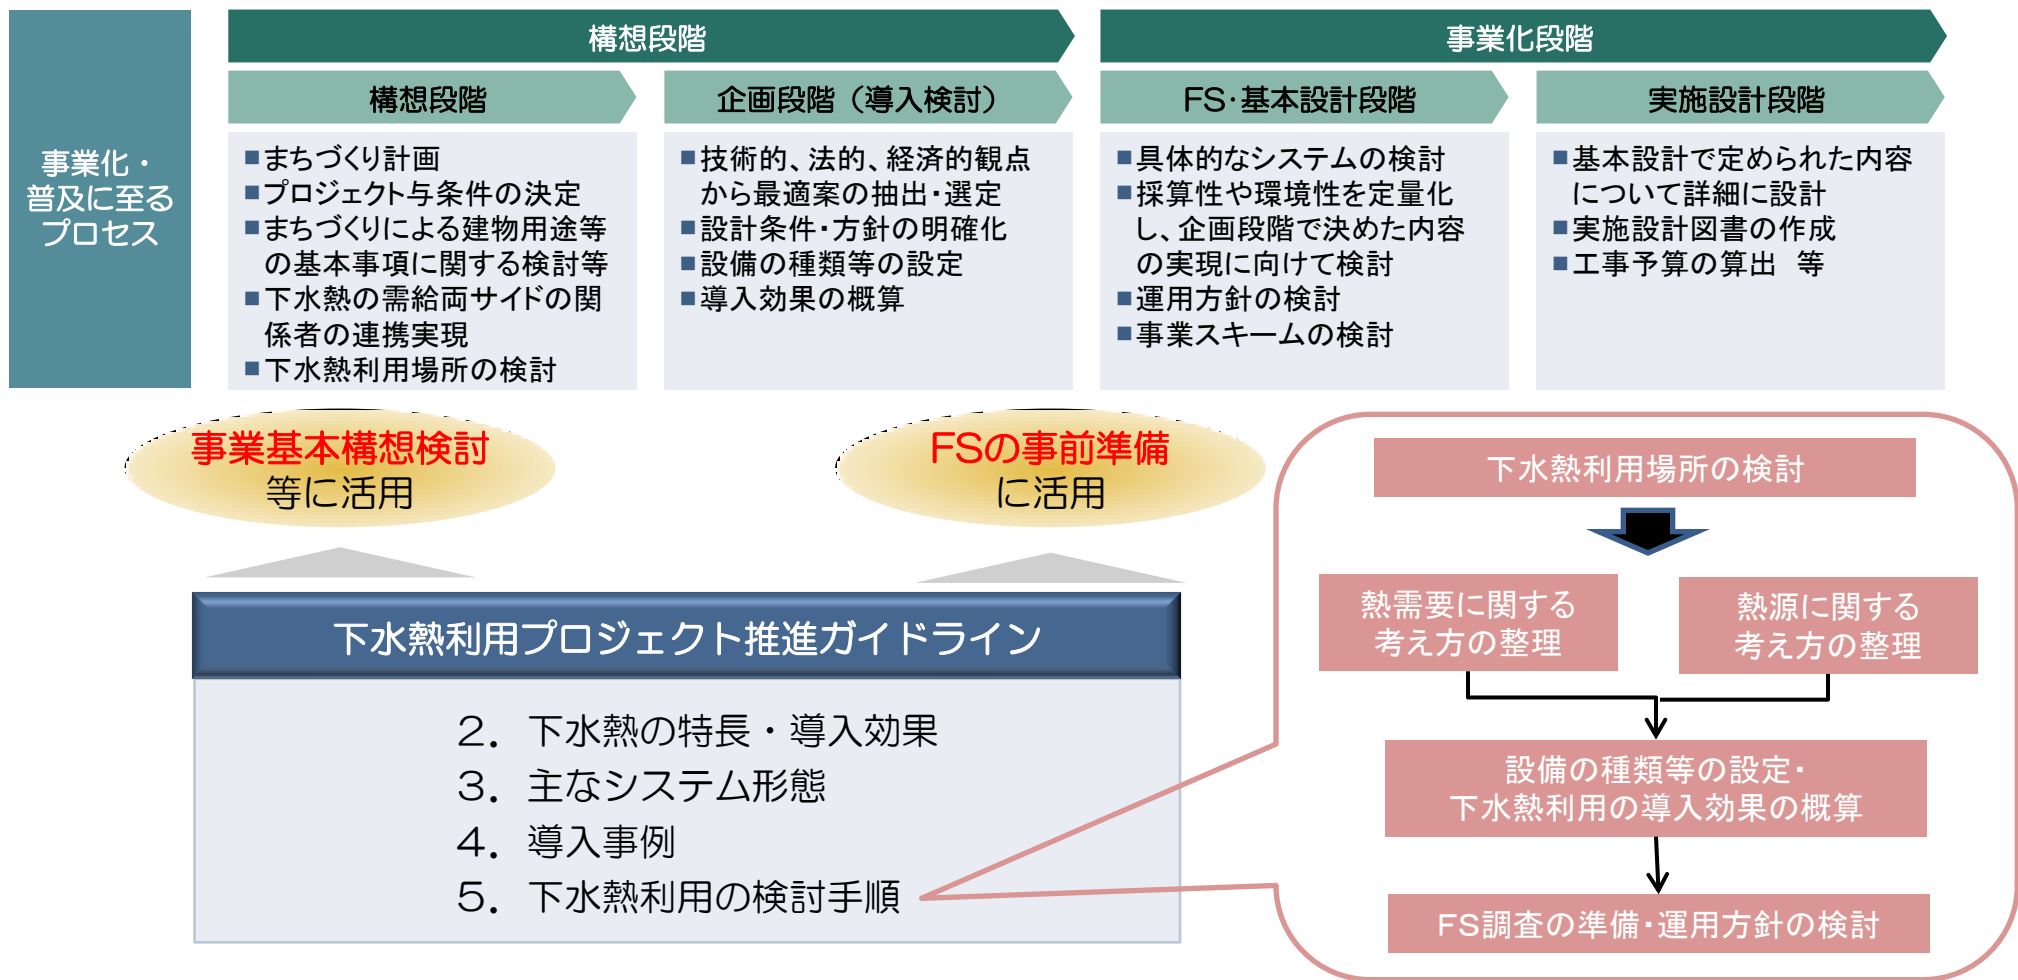 事業化・
普及に至る
プロセス
構想段階
事業化段階
構想段階
企画段階（導入検討）
FS・基本設計段階
実施設計段階
■まちづくり計画
■プロジェクト与条件の決定
■まちづくりによる建物用途等
の基本事項に関する検討等
■下水熱の需給両サイドの関
係者の連携実現
■下水熱利用場所の検討
■技術的、法的、経済的観点
から最適案の抽出・選定
■設計条件・方針の明確化
■設備の種類等の設定
■導入効果の概算
■具体的なシステムの検討
■採算性や環境性を定量化
し、企画段階で決めた内容
の実現に向けて検討
■運用方針の検討
■事業スキームの検討
■基本設計で定められた内容
について詳細に設計
■実施設計図書の作成
■工事予算の算出　等
事業基本構想検討
等に活用
FSの事前準備
に活用
下水熱利用プロジェクト推進ガイドライン
２．下水熱の特長・導入効果
３．主なシステム形態
４．導入事例
５．下水熱利用の検討手順
下水熱利用場所の検討
熱需要に関する
考え方の整理
熱源に関する
考え方の整理
設備の種類等の設定・
下水熱利用の導入効果の概算
FS調査の準備・運用方針の検討